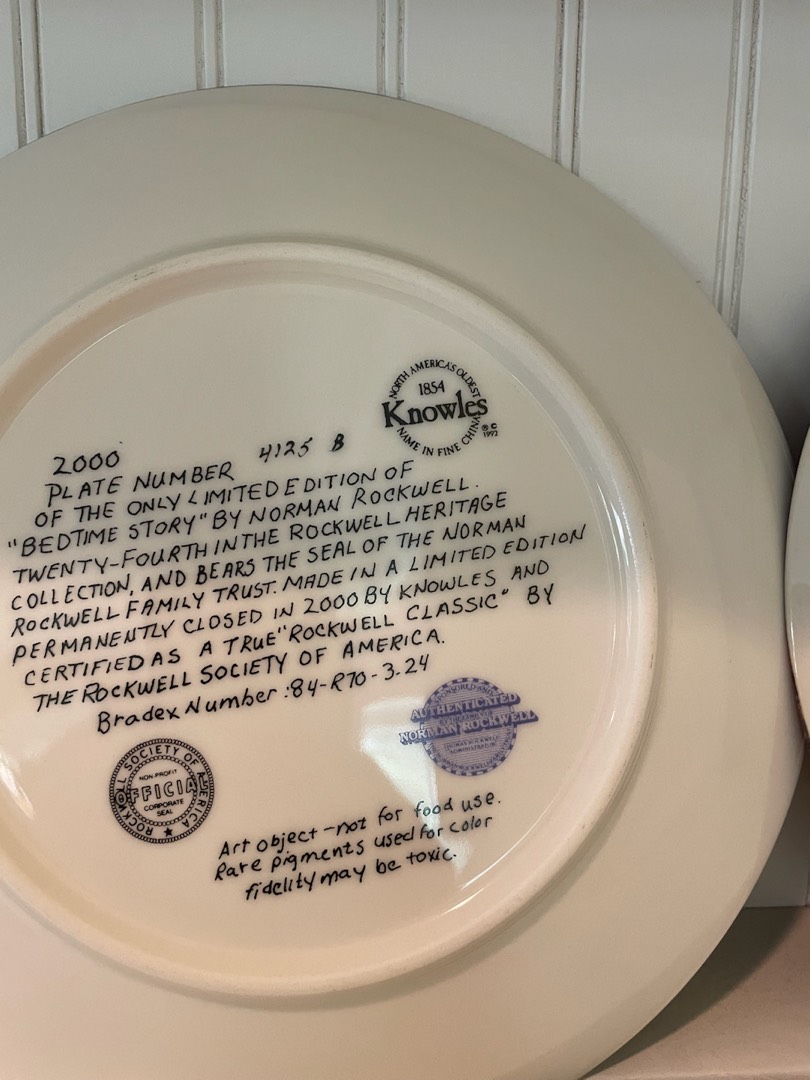 NORTH AMERICA'S OLDEST
1854
Knowles
NAME IN FINE CHINA
® © 1992
2000
PLATE NUMBER 4125 B
OF THE ONLY LIMITED EDITION OF
"BEDTIME STORY" BY NORMAN ROCKWELL.
TWENTY-FOURTH IN THE ROCKWELL HERITAGE
COLLECTION, AND BEARS THE SEAL OF THE NORMAN
ROCKWELL FAMILY TRUST. MADE IN A LIMITED EDITION
PERMANENTLY CLOSED IN 2000 BY KNOWLES AND
CERTIFIED AS A TRUE "ROCKWELL CLASSIC" BY
THE ROCKWELL SOCIETY OF AMERICA.
Bradex Number: 84-R70-3.24
AUTHENTICATED
NORMAN ROCKWELL
ROCKWELL SOCIETY OF AMERICA
NON PROFIT
OFFICIAL
CORPORATE
SEAL
Art object - not for food use.
Rare pigments used for color
fidelity may be toxic.